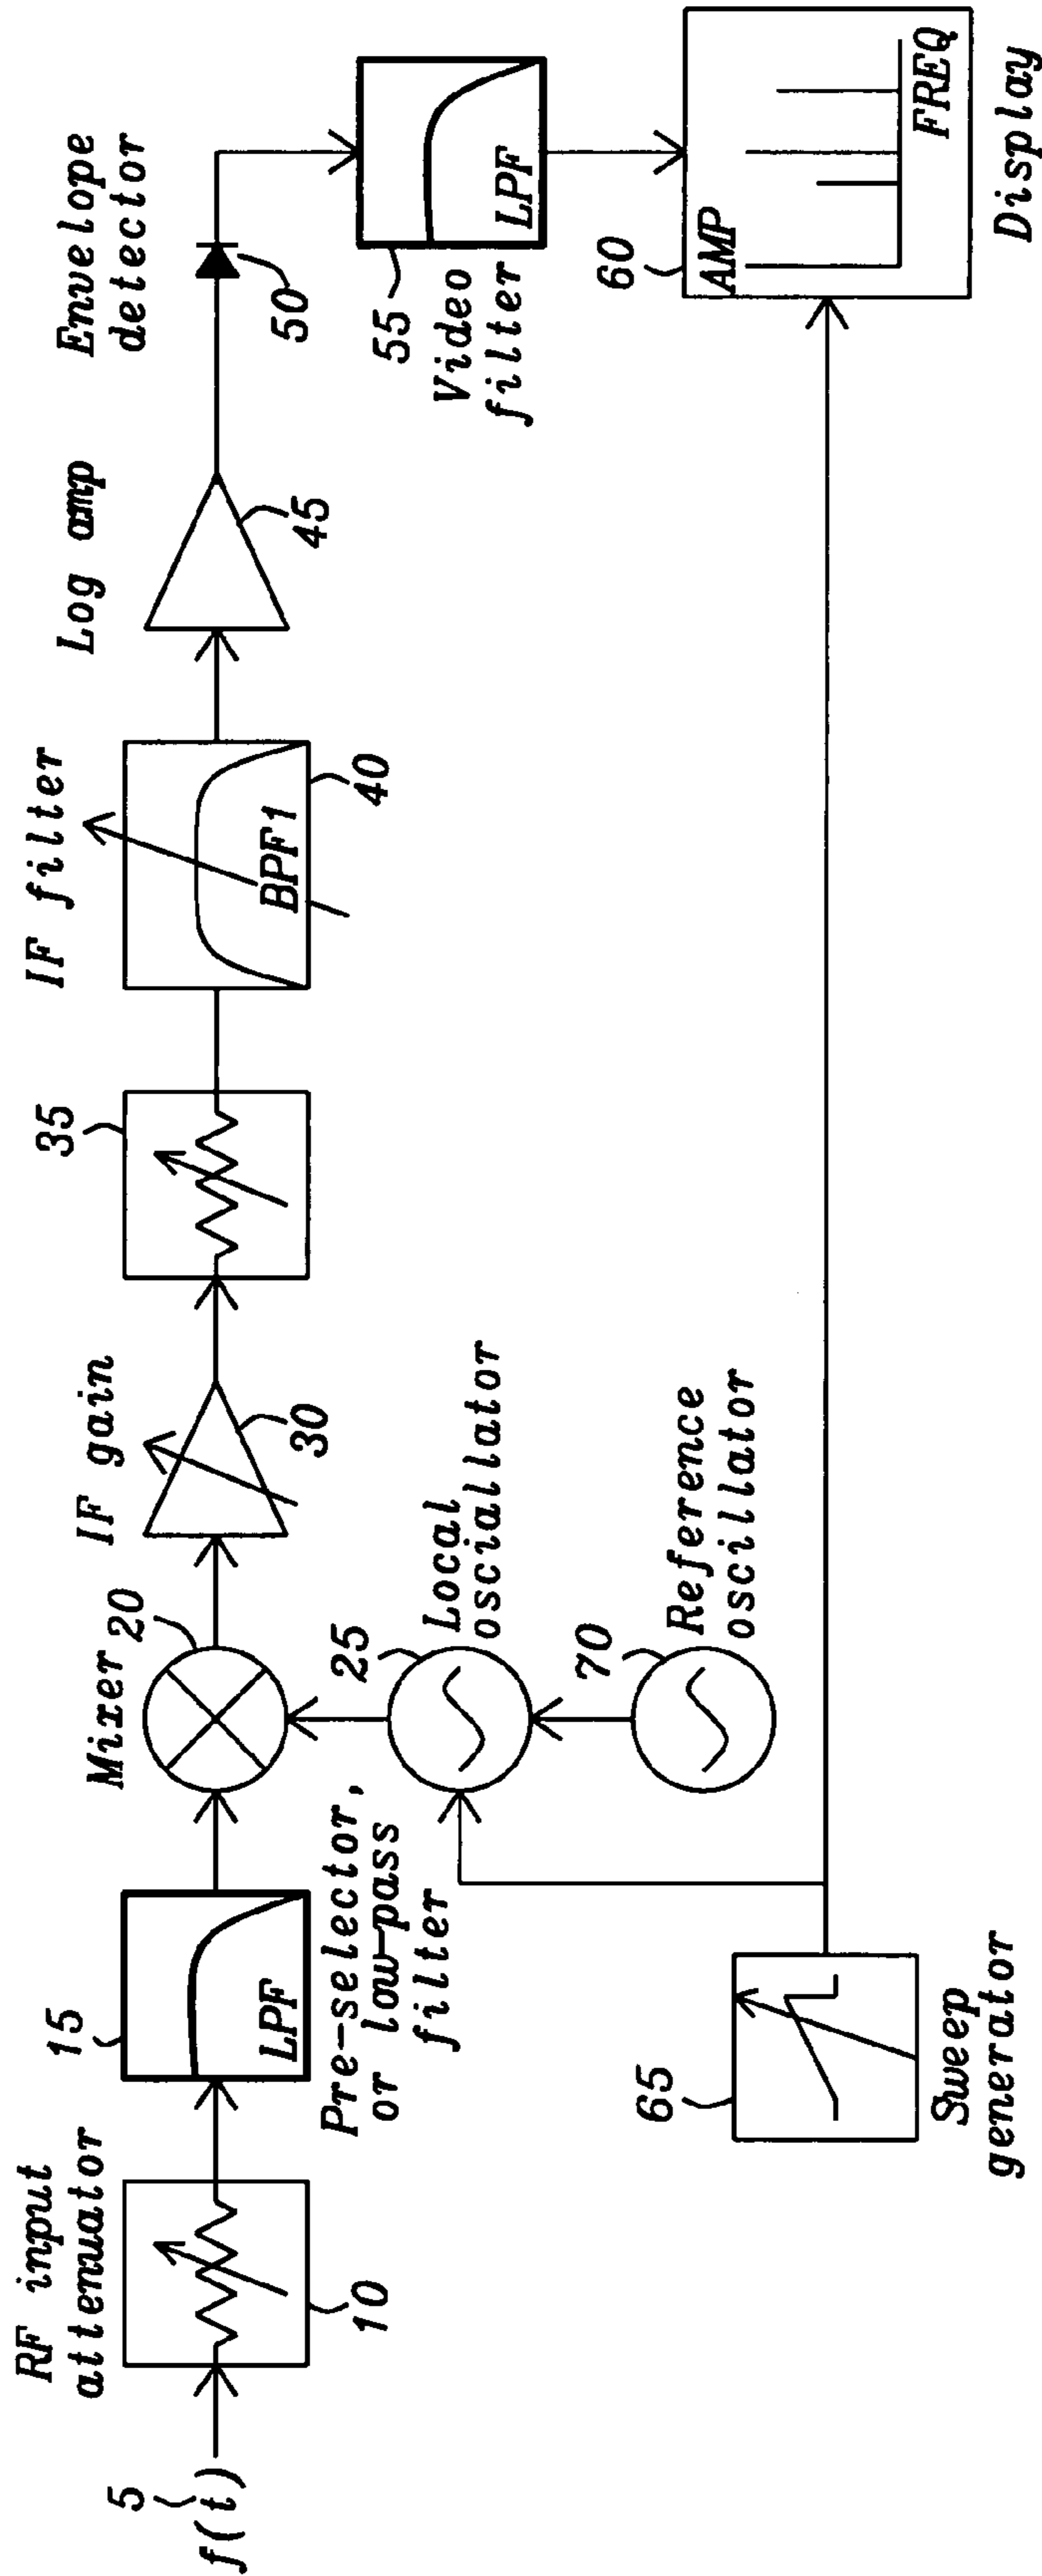 5
f(t)
RF input
attenuator
10
15
LPF
Pre-selector,
or low-pass
filter
Mixer
20
25
Local
osciallator
70
Reference
oscillator
IF gain
30
35
IF filter
BPF1
40
Log amp
45
Envelope
detector
50
55
LPF
Video
filter
60
AMP
FREQ
Display
65
Sweep
generator